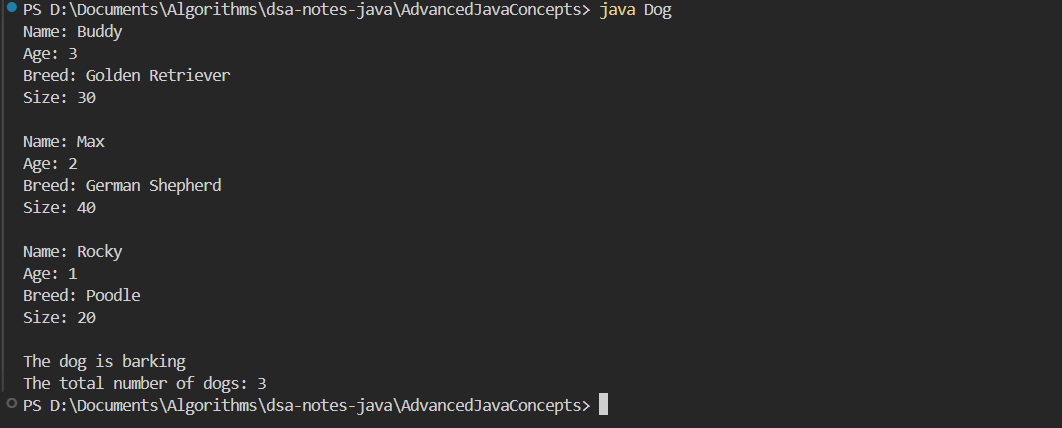 PS D:\Documents\Algorithms\dsa-notes-java\AdvancedJavaConcepts> java Dog
Name: Buddy
Age: 3
Breed: Golden Retriever
Size: 30
Name: Max
Age: 2
Breed: German Shepherd
Size: 40
Name: Rocky
Age: 1
Breed: Poodle
Size: 20
The dog is barking
The total number of dogs: 3
PS D:\Documents\Algorithms\dsa-notes-java\AdvancedJavaConcepts>